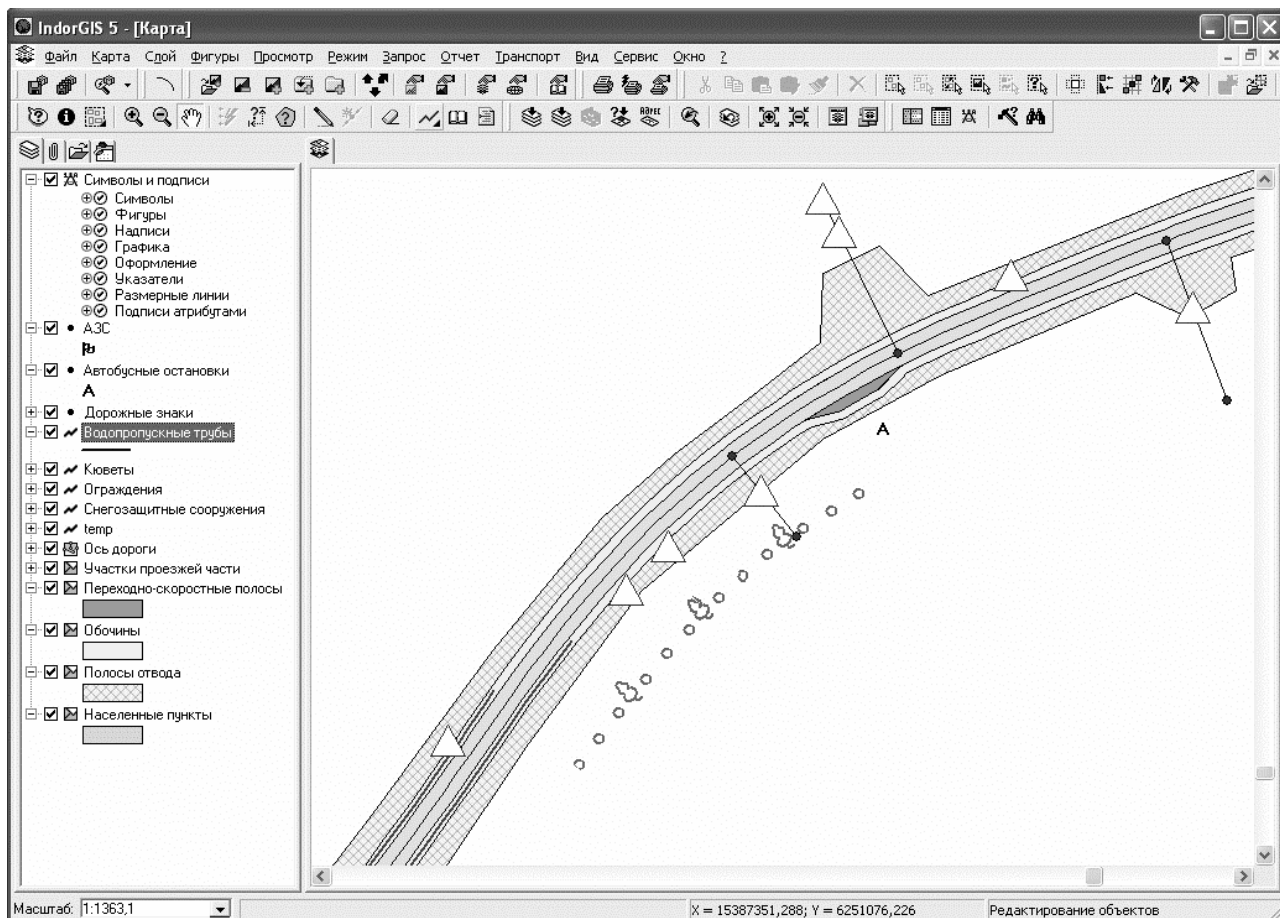 IndorGIS 5 - [Карта]
Файл Карта Слой Фигуры Просмотр Режим Запрос Отчет Транспорт Вид Сервис Окно ?
Символы и подписи
Символы
Фигуры
Надписи
Графика
Оформление
Указатели
Размерные линии
Подписи атрибутами
АЗС
Автобусные остановки
А
Дорожные знаки
Водопропускные трубы
Кюветы
Ограждения
Снегозащитные сооружения
temp
Ось дороги
Участки проезжей части
Переходно-скоростные полосы
Обочины
Полосы отвода
Населенные пункты
А
Масштаб: 1:1363,1 X = 15387351,288; Y = 6251076,226 Редактирование объектов